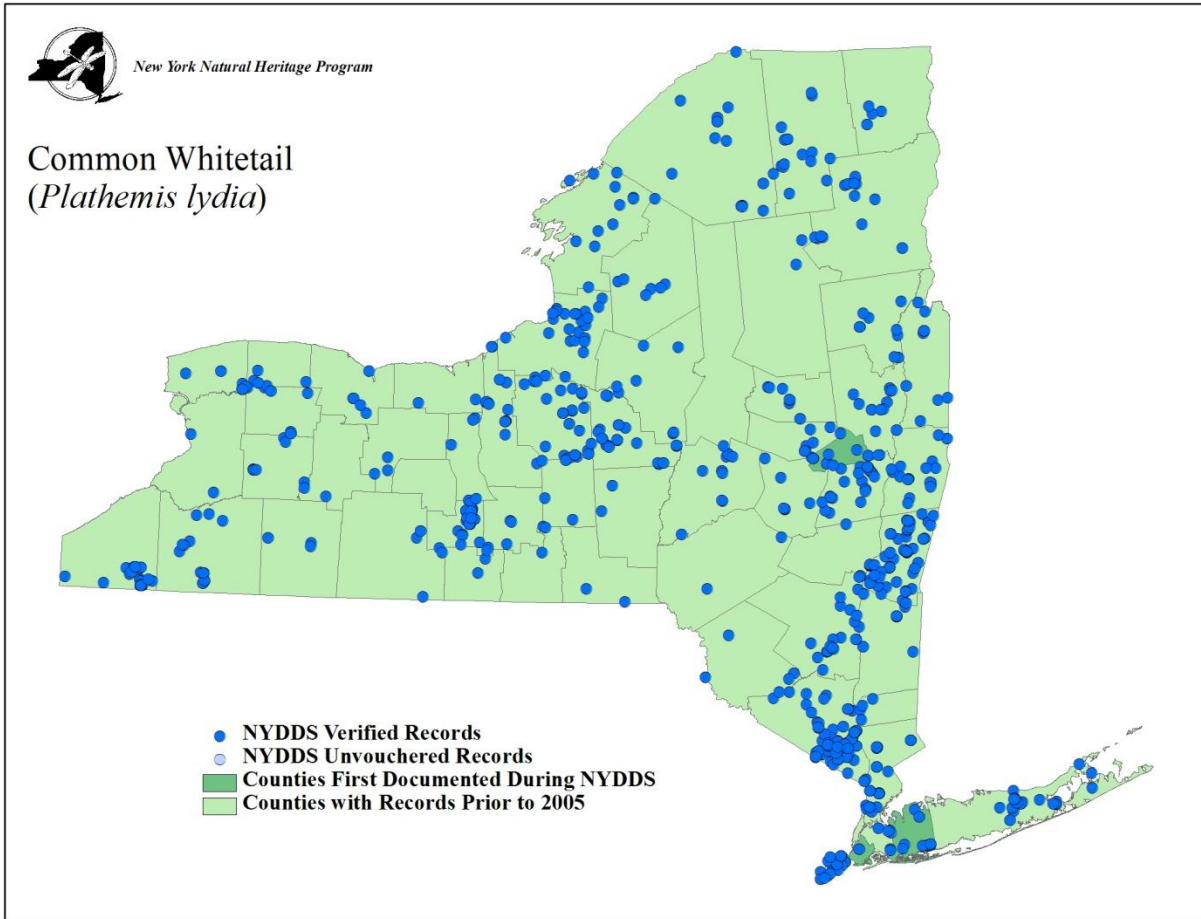 New York Natural Heritage Program
Common Whitetail
(Plathemis lydia)
NYDDS Verified Records
NYDDS Unvouchered Records
Counties First Documented During NYDDS
Counties with Records Prior to 2005